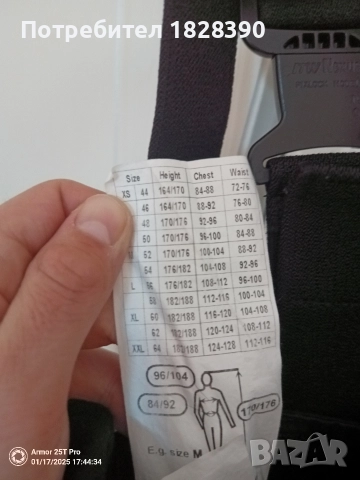 Потребител 1828390
Size Height Chest Waist
XS 44 164/170 84-88 72-76
46 164/170 88-92 76-80
48 170/176 92-96 80-84
50 170/176 96-100 84-88
52 170/176 100-104 88-92
54 176/182 104-108 92-96
L 56 176/182 108-112 96-100
58 182/188 112-116 100-104
XL 60 182/188 116-120 104-108
62 182/188 120-124 108-112
XXL 64 182/188 124-128 112-116
96/104
84/92
170/176
E.g. size M
Armor 25T Pro
01/17/2025 17:44:34
БАЗАР